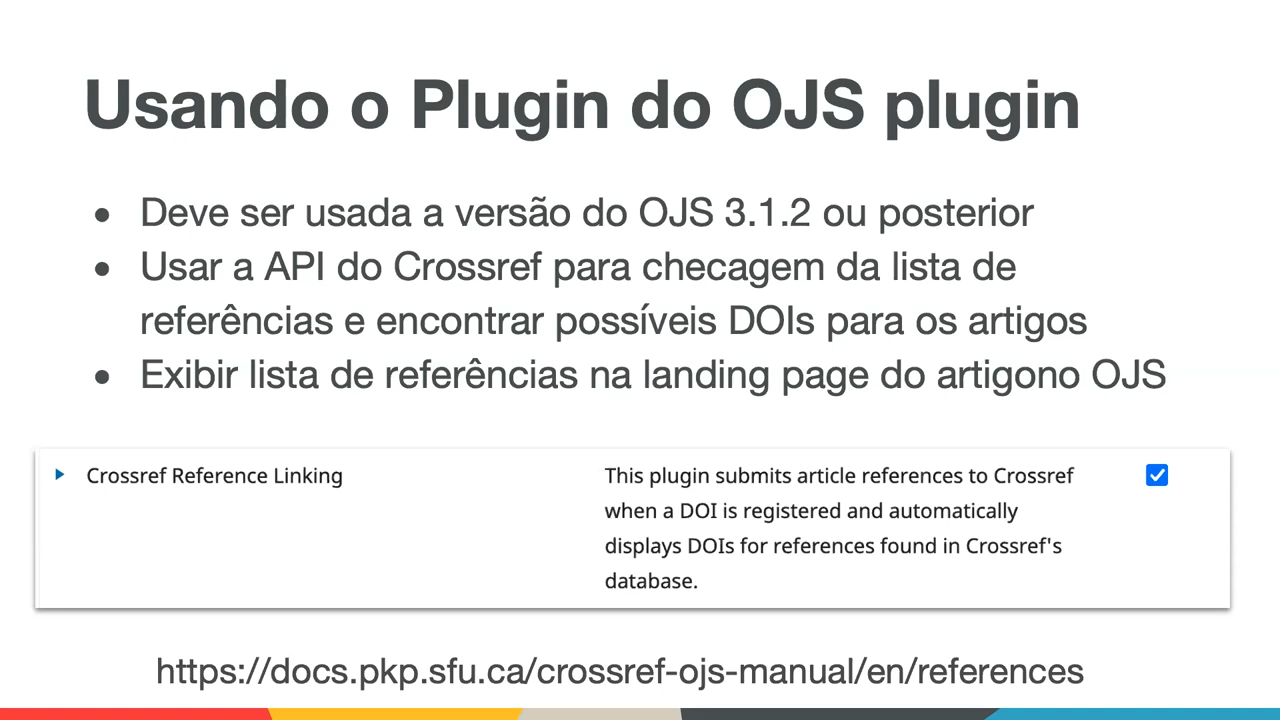 Usando o Plugin do OJS plugin
• Deve ser usada a versão do OJS 3.1.2 ou posterior
• Usar a API do Crossref para checagem da lista de
referências e encontrar possíveis DOIs para os artigos
• Exibir lista de referências na landing page do artigono OJS
Crossref Reference Linking
This plugin submits article references to Crossref
when a DOI is registered and automatically
displays DOIs for references found in Crossref's
database.
https://docs.pkp.sfu.ca/crossref-ojs-manual/en/references